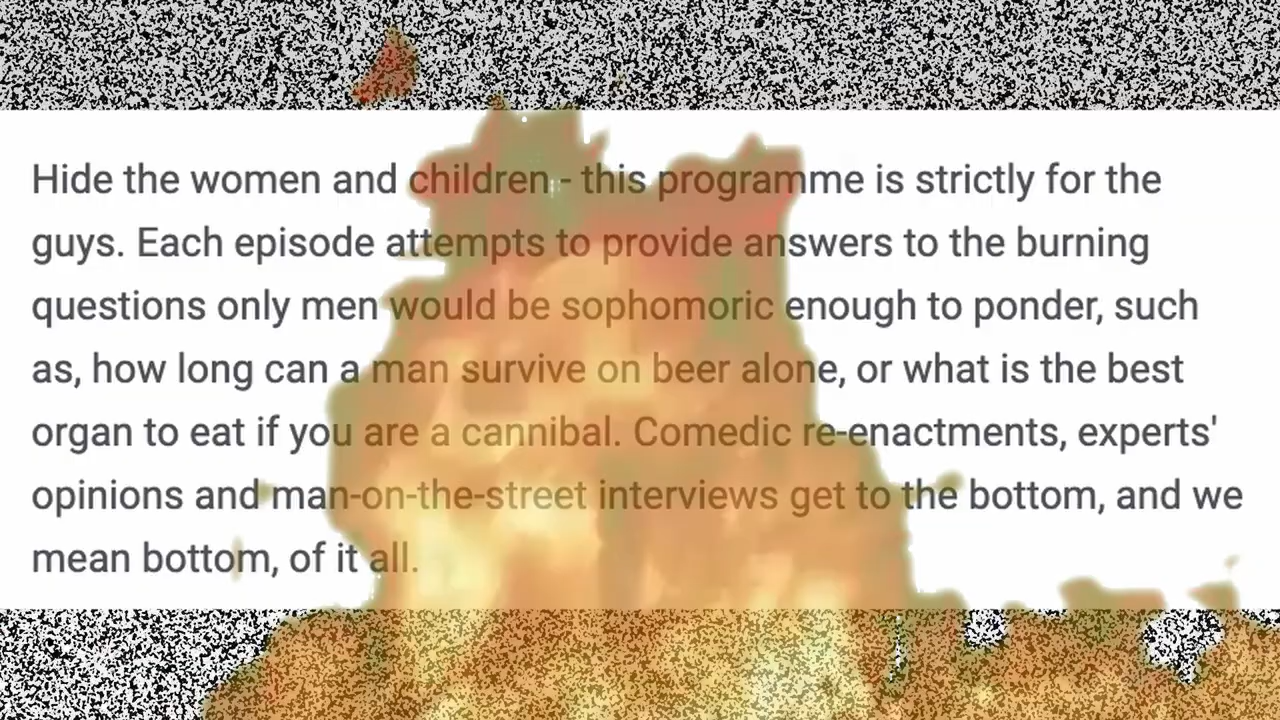 Hide the women and children - this programme is strictly for the
guys. Each episode attempts to provide answers to the burning
questions only men would be sophomoric enough to ponder, such
as, how long can a man survive on beer alone, or what is the best
organ to eat if you are a cannibal. Comedic re-enactments, experts'
opinions and man-on-the-street interviews get to the bottom, and we
mean bottom, of it all.